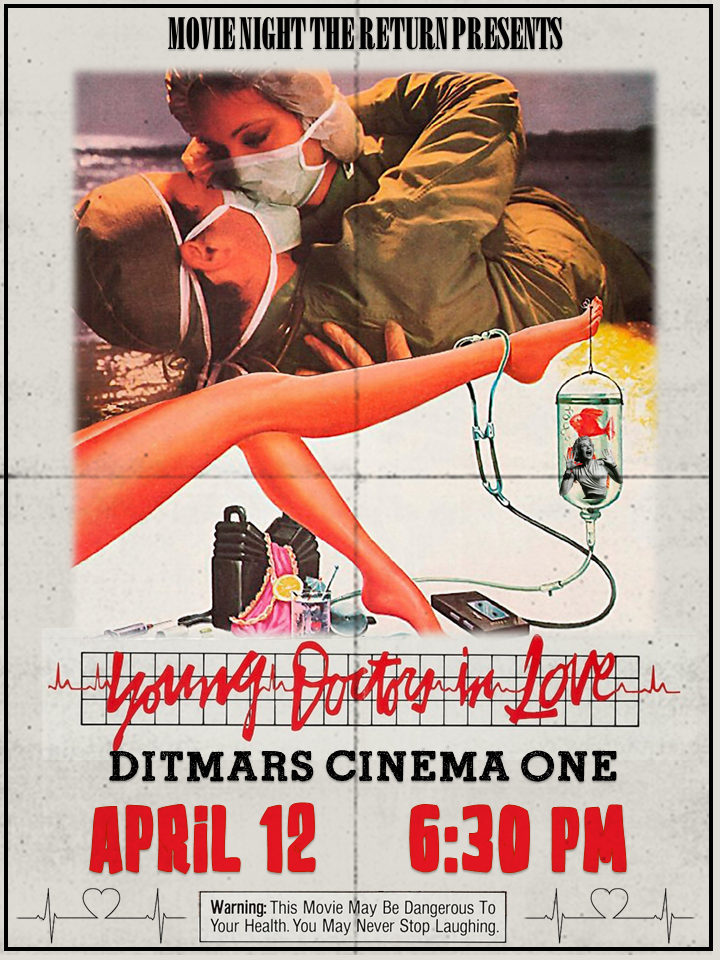 MOVIE NIGHT THE RETURN PRESENTS
Young Doctors in Love
DITMARS CINEMA ONE
APRiL 12 6:30 PM
Warning: This Movie May Be Dangerous To
Your Health. You May Never Stop Laughing.